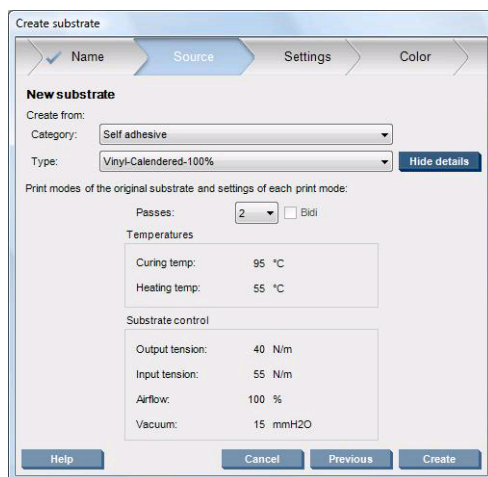 Create substrate
Name Source Settings Color
New substrate
Create from:
Category: Self adhesive
Type: Vinyl-Calendered-100% Hide details
Print modes of the original substrate and settings of each print mode:
Passes: 2 Bidi
Temperatures
Curing temp: 95 °C
Heating temp: 55 °C
Substrate control
Output tension: 40 N/m
Input tension: 55 N/m
Airflow: 100 %
Vacuum: 15 mmH2O
Help Cancel Previous Create